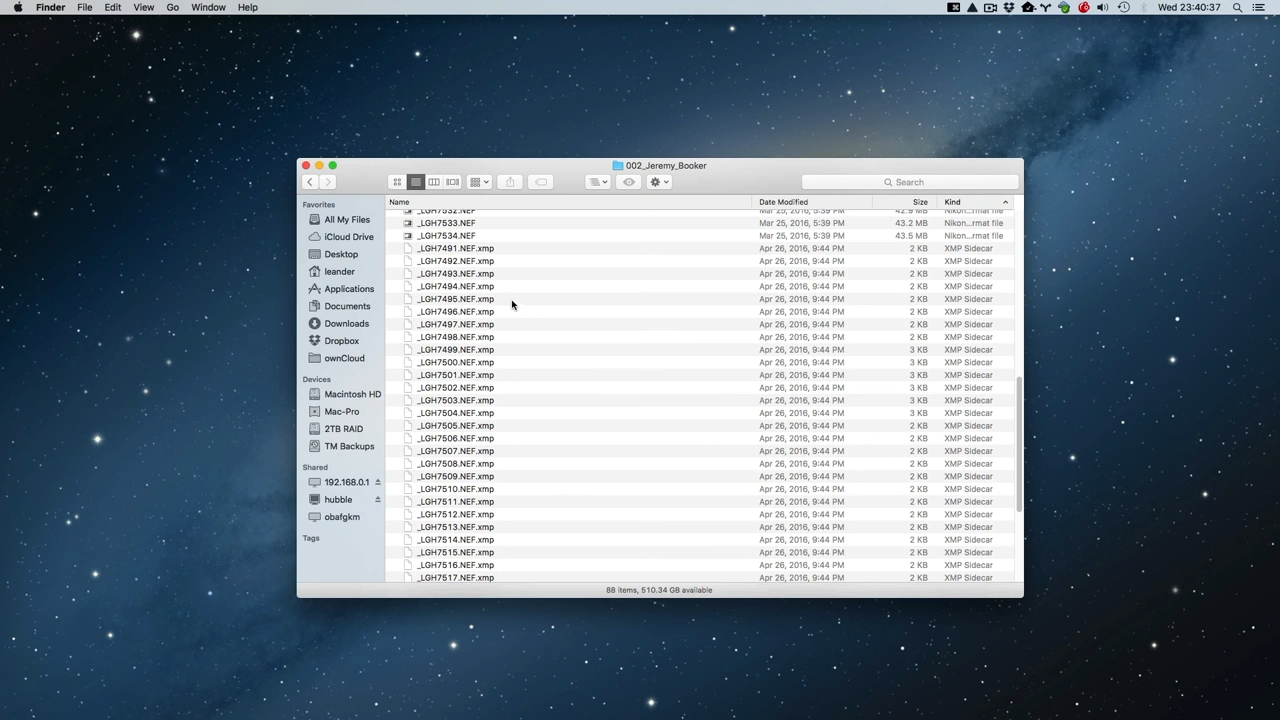 Finder File Edit View Go Window Help Wed 23:40:37
002_Jeremy_Booker
Search
Favorites
All My Files
iCloud Drive
Desktop
leander
Applications
Documents
Downloads
Dropbox
ownCloud
Devices
Macintosh HD
Mac-Pro
2TB RAID
TM Backups
Shared
192.168.0.1
hubble
obafgkm
Tags
Name Date Modified Size Kind
_LGH7532.NEF Mar 25, 2016, 5:39 PM 42.9 MB Nikon...rmat file
_LGH7533.NEF Mar 25, 2016, 5:39 PM 43.2 MB Nikon...rmat file
_LGH7534.NEF Mar 25, 2016, 5:39 PM 43.5 MB Nikon...rmat file
_LGH7491.NEF.xmp Apr 26, 2016, 9:44 PM 2 KB XMP Sidecar
_LGH7492.NEF.xmp Apr 26, 2016, 9:44 PM 2 KB XMP Sidecar
_LGH7493.NEF.xmp Apr 26, 2016, 9:44 PM 2 KB XMP Sidecar
_LGH7494.NEF.xmp Apr 26, 2016, 9:44 PM 2 KB XMP Sidecar
_LGH7495.NEF.xmp Apr 26, 2016, 9:44 PM 2 KB XMP Sidecar
_LGH7496.NEF.xmp Apr 26, 2016, 9:44 PM 2 KB XMP Sidecar
_LGH7497.NEF.xmp Apr 26, 2016, 9:44 PM 2 KB XMP Sidecar
_LGH7498.NEF.xmp Apr 26, 2016, 9:44 PM 2 KB XMP Sidecar
_LGH7499.NEF.xmp Apr 26, 2016, 9:44 PM 3 KB XMP Sidecar
_LGH7500.NEF.xmp Apr 26, 2016, 9:44 PM 3 KB XMP Sidecar
_LGH7501.NEF.xmp Apr 26, 2016, 9:44 PM 3 KB XMP Sidecar
_LGH7502.NEF.xmp Apr 26, 2016, 9:44 PM 3 KB XMP Sidecar
_LGH7503.NEF.xmp Apr 26, 2016, 9:44 PM 3 KB XMP Sidecar
_LGH7504.NEF.xmp Apr 26, 2016, 9:44 PM 3 KB XMP Sidecar
_LGH7505.NEF.xmp Apr 26, 2016, 9:44 PM 2 KB XMP Sidecar
_LGH7506.NEF.xmp Apr 26, 2016, 9:44 PM 2 KB XMP Sidecar
_LGH7507.NEF.xmp Apr 26, 2016, 9:44 PM 2 KB XMP Sidecar
_LGH7508.NEF.xmp Apr 26, 2016, 9:44 PM 2 KB XMP Sidecar
_LGH7509.NEF.xmp Apr 26, 2016, 9:44 PM 2 KB XMP Sidecar
_LGH7510.NEF.xmp Apr 26, 2016, 9:44 PM 2 KB XMP Sidecar
_LGH7511.NEF.xmp Apr 26, 2016, 9:44 PM 2 KB XMP Sidecar
_LGH7512.NEF.xmp Apr 26, 2016, 9:44 PM 2 KB XMP Sidecar
_LGH7513.NEF.xmp Apr 26, 2016, 9:44 PM 2 KB XMP Sidecar
_LGH7514.NEF.xmp Apr 26, 2016, 9:44 PM 2 KB XMP Sidecar
_LGH7515.NEF.xmp Apr 26, 2016, 9:44 PM 2 KB XMP Sidecar
_LGH7516.NEF.xmp Apr 26, 2016, 9:44 PM 2 KB XMP Sidecar
_LGH7517.NEF.xmp Apr 26, 2016, 9:44 PM 2 KB XMP Sidecar
88 items, 510.34 GB available